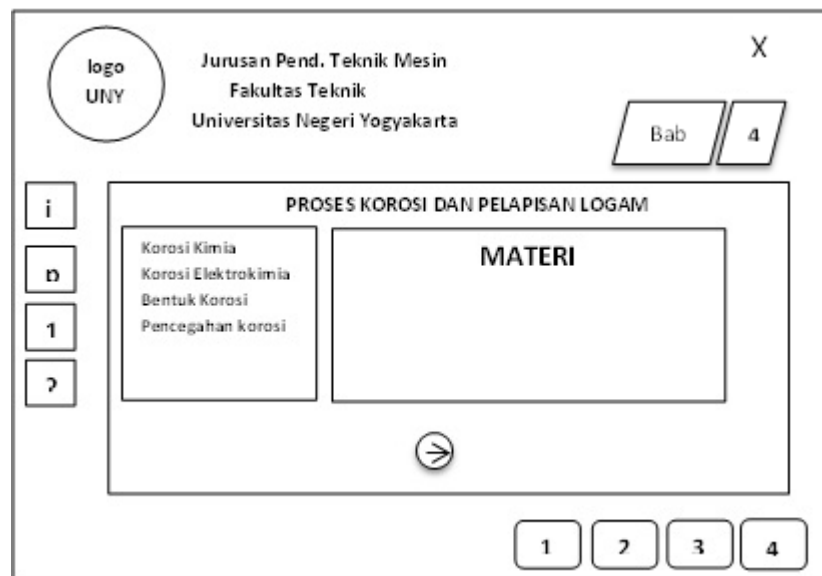 logo
UNY
Jurusan Pend. Teknik Mesin
Fakultas Teknik
Universitas Negeri Yogyakarta
X
Bab 4
i
p
1
?
PROSES KOROSI DAN PELAPISAN LOGAM
Korosi Kimia
Korosi Elektrokimia
Bentuk Korosi
Pencegahan korosi
MATERI
1 2 3 4